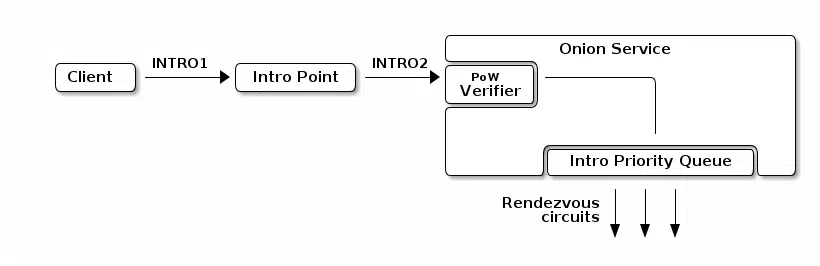 Onion Service
INTRO1
INTRO2
Client
Intro Point
PoW
Verifier
Intro Priority Queue
Rendezvous
circuits